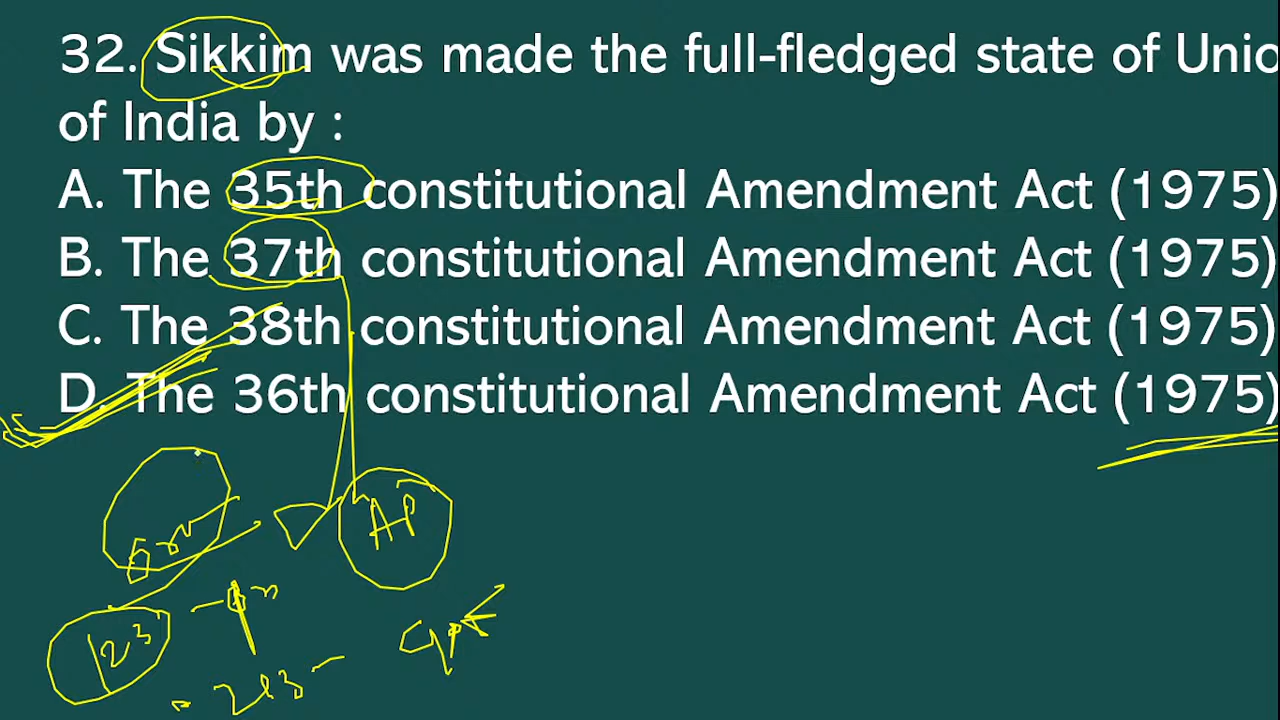 32. Sikkim was made the full-fledged state of Unio
of India by :
A. The 35th constitutional Amendment Act (1975)
B. The 37th constitutional Amendment Act (1975)
C. The 38th constitutional Amendment Act (1975)
D. The 36th constitutional Amendment Act (1975)
AP
123
213